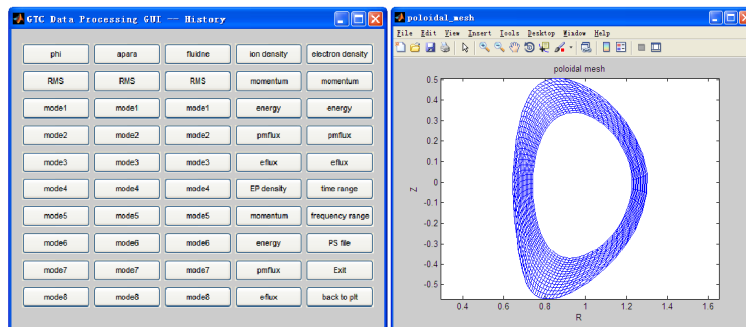 GTC Data Processing GUI -- History
phi apara fluidne ion density electron density
RMS RMS RMS momentum momentum
mode1 mode1 mode1 energy energy
mode2 mode2 mode2 pmflux pmflux
mode3 mode3 mode3 eflux eflux
mode4 mode4 mode4 EP density time range
mode5 mode5 mode5 momentum frequency range
mode6 mode6 mode6 energy PS file
mode7 mode7 mode7 pmflux Exit
mode8 mode8 mode8 eflux back to plt
poloidal_mesh
File Edit View Insert Tools Desktop Window Help
poloidal mesh
0.5
0.4
0.3
0.2
0.1
0
-0.1
-0.2
-0.3
-0.4
-0.5
Z
0.4 0.6 0.8 1 1.2 1.4 1.6
R